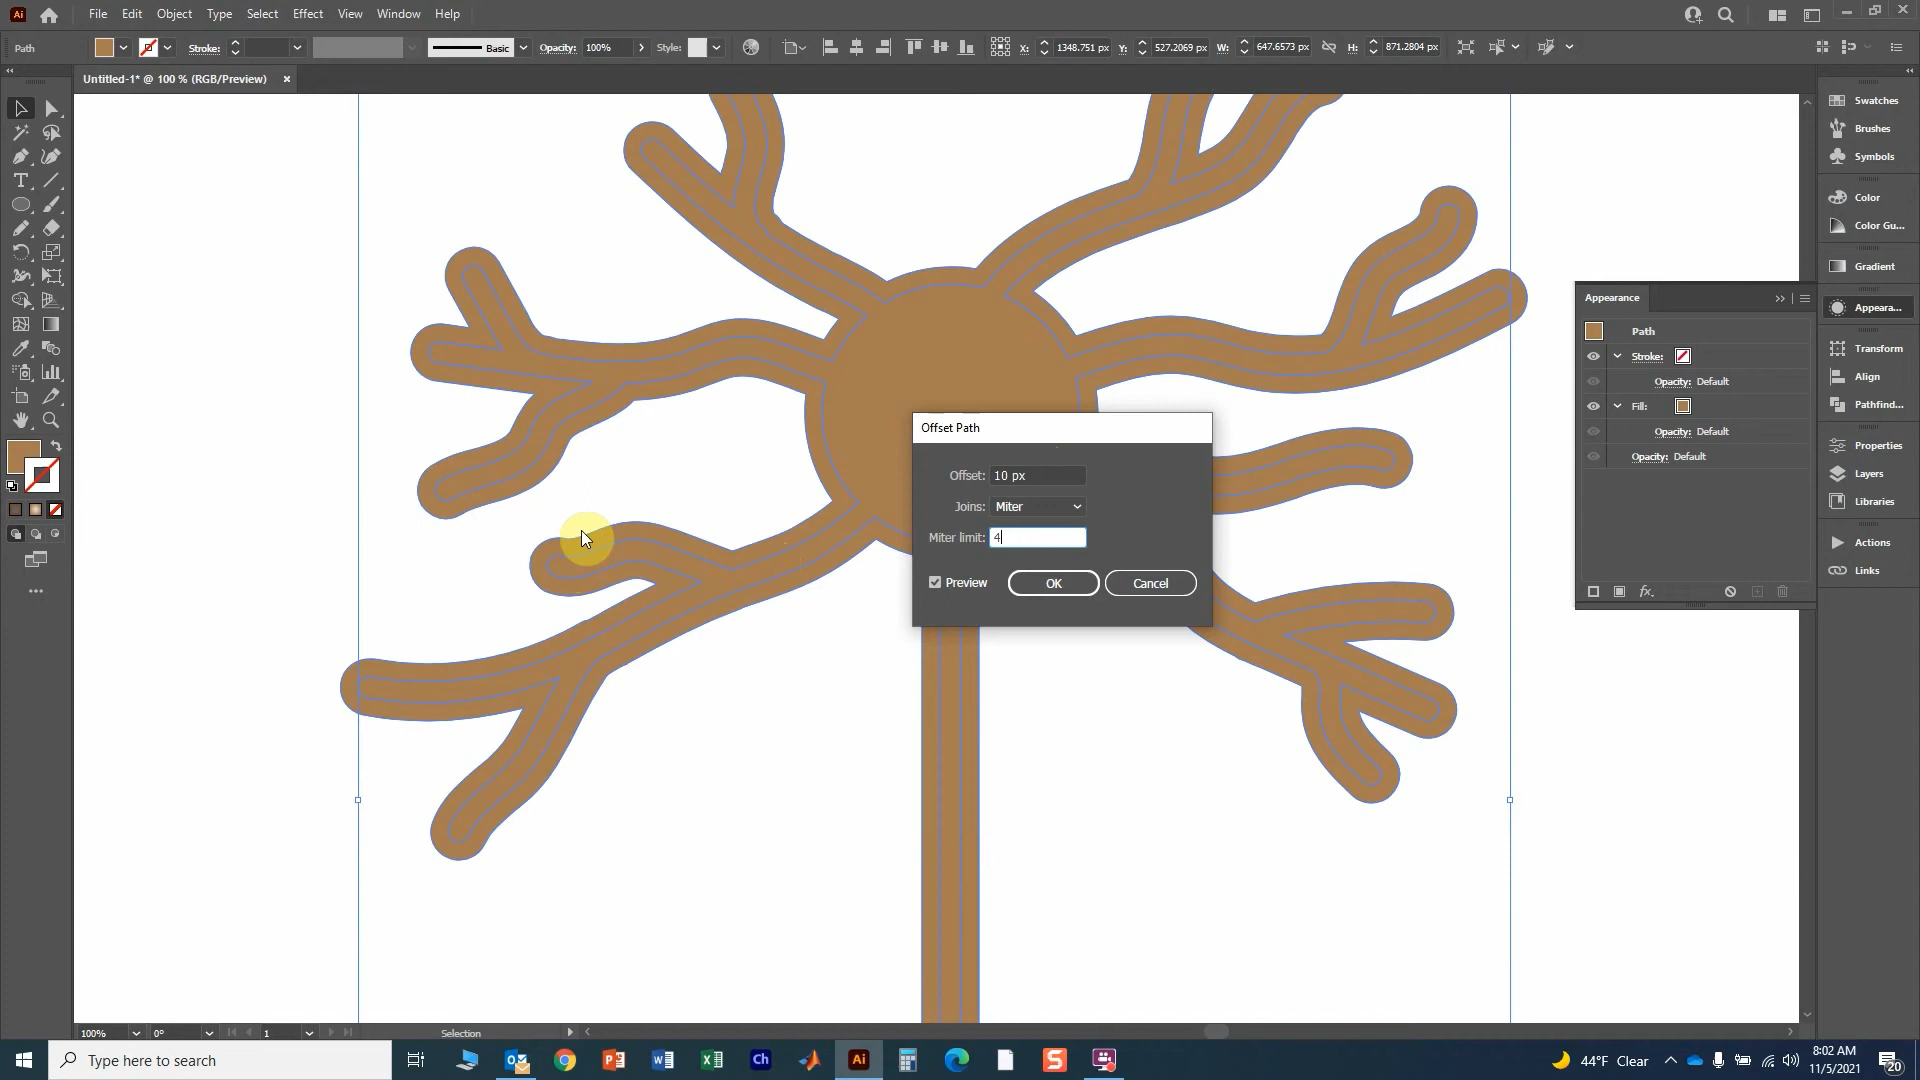 Ai File Edit Object Type Select Effect View Window Help
Path Stroke: Basic Opacity: 100% Style: X: 1348.751 px Y: 527.2069 px W: 647.6573 px H: 871.2804 px
Untitled-1* @ 100 % (RGB/Preview)
Swatches
Brushes
Symbols
Color
Color Gu...
Gradient
Appeara...
Transform
Align
Pathfind...
Properties
Layers
Libraries
Actions
Links
Appearance
Path
Stroke:
Opacity: Default
Fill:
Opacity: Default
Opacity: Default
fx
Offset Path
Offset: 10 px
Joins: Miter
Miter limit: 4
Preview OK Cancel
100% 0° 1 Selection
Type here to search
Ch Ai S
44°F Clear
8:02 AM
11/5/2021
20